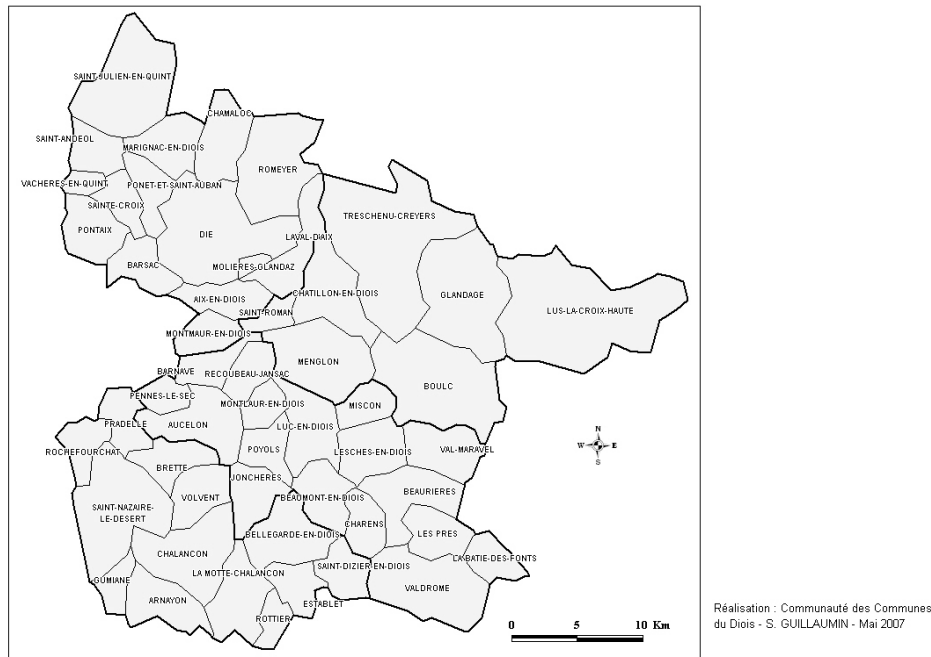 SAINT-JULIEN-EN-QUINT
CHAMALOC
SAINT-ANDEOL
MARIGNAC-EN-DIOIS
ROMEYER
VACHERES-EN-QUINT
PONET-ET-SAINT-AUBAN
SAINTE-CROIX
TRESCHENU-CREYERS
PONTAIX
DIE
LAVAL-D'AIX
BARSAC
MOLIERES-GLANDAZ
CHATILLON-EN-DIOIS
GLANDAGE
AIX-EN-DIOIS
SAINT-ROMAN
LUS-LA-CROIX-HAUTE
MONTMAUR-EN-DIOIS
MENGLON
BARNAVE
RECOUBEAU-JANSAC
BOULC
PENNES-LE-SEC
MONTLAUR-EN-DIOIS
MISCON
PRADELLE
AUCELON
LUC-EN-DIOIS
ROCHEFOURCHAT
POYOLS
LESCHES-EN-DIOIS
VAL-MARAVEL
BRETTE
JONCHERES
VOLVENT
BEAUMONT-EN-DIOIS
BEAURIERES
SAINT-NAZAIRE-
LE-DESERT
CHARENS
BELLEGARDE-EN-DIOIS
LES PRES
CHALANCON
LA-BATIE-DES-FONTS
SAINT-DIZIER-EN-DIOIS
LA MOTTE-CHALANCON
GUMIANE
VALDROME
ARNAYON
ESTABLET
ROTTIER
N
W E
S
0 5 10 Km
Réalisation : Communauté des Communes
du Diois - S. GUILLAUMIN - Mai 2007